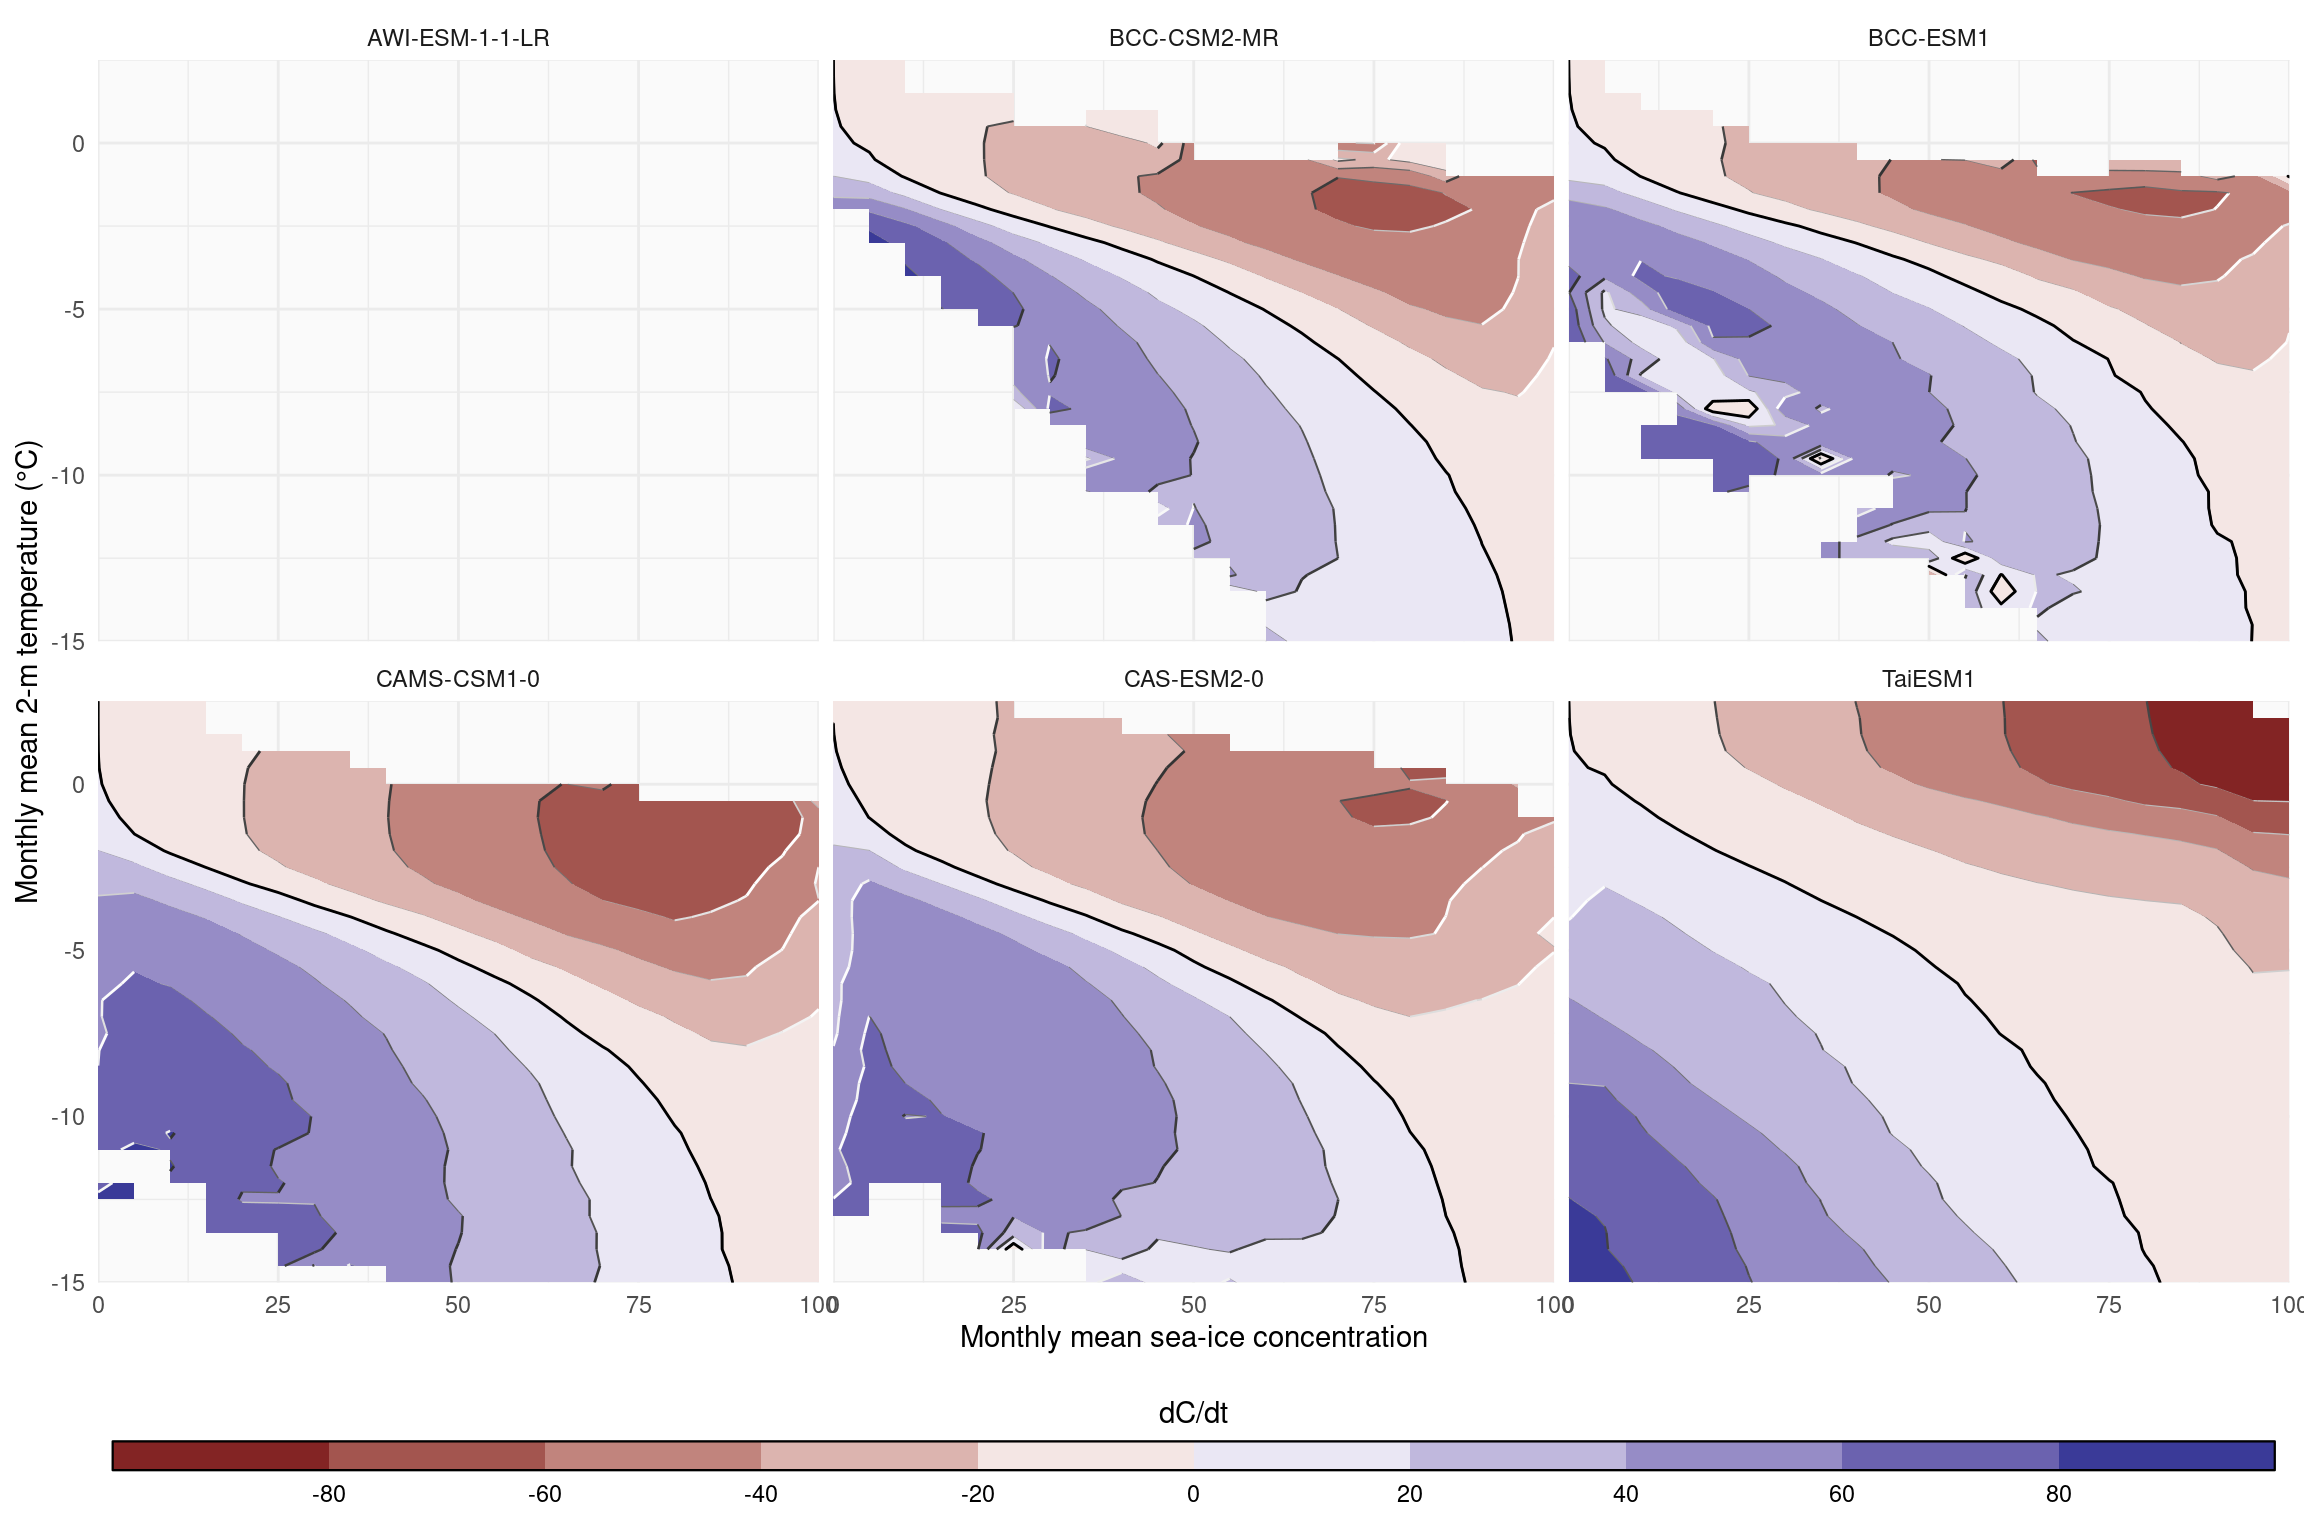 AWI-ESM-1-1-LR BCC-CSM2-MR BCC-ESM1
0
-5
-10
-15
CAMS-CSM1-0 CAS-ESM2-0 TaiESM1
0
-5
-10
-15
Monthly mean 2-m temperature (°C)
0 25 50 75 100 0 25 50 75 100 0 25 50 75 100
Monthly mean sea-ice concentration
dC/dt
-80 -60 -40 -20 0 20 40 60 80